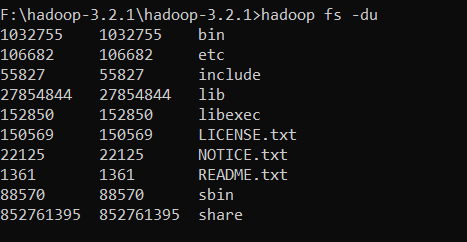 F:\hadoop-3.2.1\hadoop-3.2.1>hadoop fs -du
1032755 1032755 bin
106682 106682 etc
55827 55827 include
27854844 27854844 lib
152850 152850 libexec
150569 150569 LICENSE.txt
22125 22125 NOTICE.txt
1361 1361 README.txt
88570 88570 sbin
852761395 852761395 share